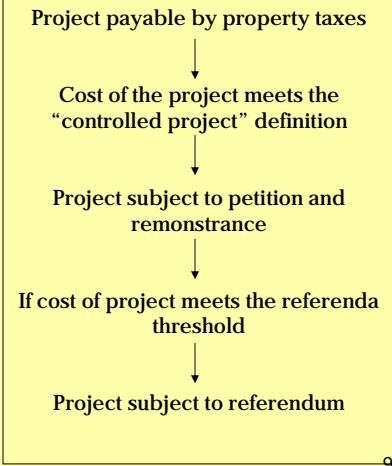 Project payable by property taxes
Cost of the project meets the
“controlled project” definition
Project subject to petition and
remonstrance
If cost of project meets the referenda
threshold
Project subject to referendum
9